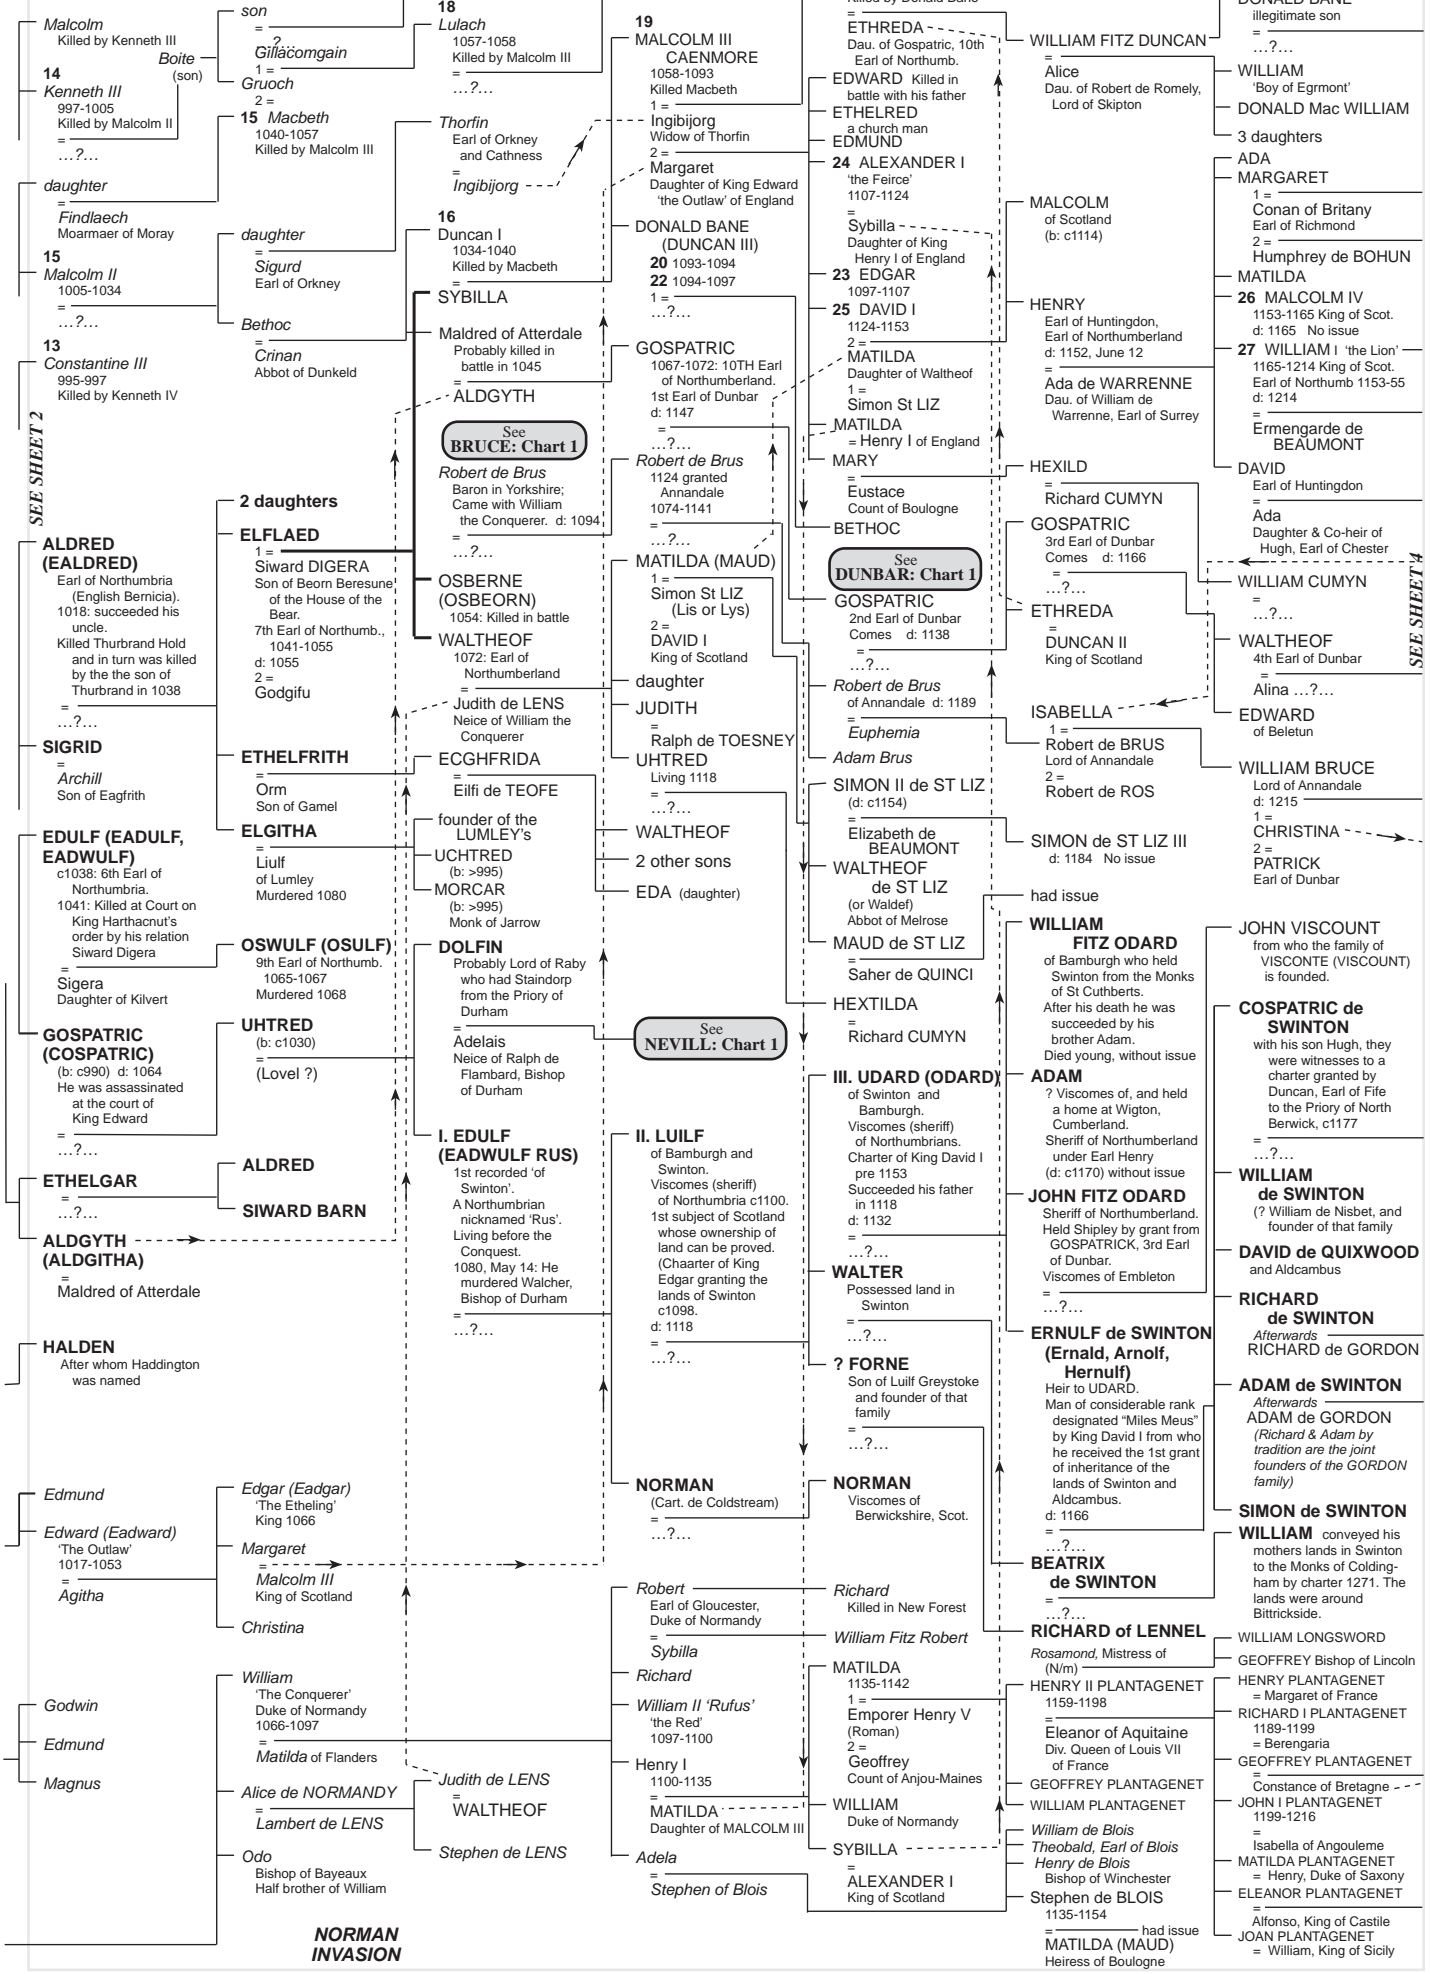 Malcolm
Killed by Kenneth III
Boite
(son)
14
Kenneth III
997-1005
Killed by Malcolm II
=
…?…
daughter
=
Findlaech
Moarmaer of Moray
15
Malcolm II
1005-1034
=
…?…
13
Constantine III
995-997
Killed by Kenneth IV
SEE SHEET 2
ALDRED
(EALDRED)
Earl of Northumbria
(English Bernicia).
1018: succeeded his
uncle.
Killed Thurbrand Hold
and in turn was killed
by the the son of
Thurbrand in 1038
=
…?…
SIGRID
=
Archill
Son of Eagfrith
EDULF (EADULF,
EADWULF)
c1038: 6th Earl of
Northumbria.
1041: Killed at Court on
King Harthacnut's
order by his relation
Siward Digera
=
Sigera
Daughter of Kilvert
GOSPATRIC
(COSPATRIC)
(b: c990) d: 1064
He was assassinated
at the court of
King Edward
=
…?…
ETHELGAR
=
…?…
ALDGYTH
(ALDGITHA)
=
Maldred of Atterdale
HALDEN
After whom Haddington
was named
Edmund
Edward (Eadward)
'The Outlaw'
1017-1053
=
Agitha
Godwin
Edmund
Magnus
son
=
?
Gillacomgain
1 =
Gruoch
2 =
15 Macbeth
1040-1057
Killed by Malcolm III
daughter
=
Sigurd
Earl of Orkney
Bethoc
=
Crinan
Abbot of Dunkeld
2 daughters
ELFLAED
1 =
Siward DIGERA
Son of Beorn Beresune
of the House of the
Bear.
7th Earl of Northumb.,
1041-1055
d: 1055
2 =
Godgifu
ETHELFRITH
=
Orm
Son of Gamel
ELGITHA
=
Liulf
of Lumley
Murdered 1080
OSWULF (OSULF)
9th Earl of Northumb.
1065-1067
Murdered 1068
UHTRED
(b: c1030)
=
(Lovel ?)
ALDRED
SIWARD BARN
Edgar (Eadgar)
'The Etheling'
King 1066
Margaret
=
Malcolm III
King of Scotland
Christina
William
'The Conquerer'
Duke of Normandy
1066-1097
=
Matilda of Flanders
Alice de NORMANDY
=
Lambert de LENS
Odo
Bishop of Bayeaux
Half brother of William
NORMAN
INVASION
18
Lulach
1057-1058
Killed by Malcolm III
=
…?…
Thorfin
Earl of Orkney
and Cathness
=
Ingibijorg
16
Duncan I
1034-1040
Killed by Macbeth
=
SYBILLA
Maldred of Atterdale
Probably killed in
battle in 1045
=
ALDGYTH
See
BRUCE: Chart 1
Robert de Brus
Baron in Yorkshire;
Came with William
the Conquerer. d: 1094
=
…?…
OSBERNE
(OSBEORN)
1054: Killed in battle
WALTHEOF
1072: Earl of
Northumberland
=
Judith de LENS
Neice of William the
Conquerer
ECGHFRIDA
=
Eilfi de TEOFE
founder of the
LUMLEY's
UCHTRED
(b: >995)
MORCAR
(b: >995)
Monk of Jarrow
DOLFIN
Probably Lord of Raby
who had Staindorp
from the Priory of
Durham
=
Adelais
Neice of Ralph de
Flambard, Bishop
of Durham
I. EDULF
(EADWULF RUS)
1st recorded 'of
Swinton'.
A Northumbrian
nicknamed 'Rus'.
Living before the
Conquest.
1080, May 14: He
murdered Walcher,
Bishop of Durham
=
…?…
Judith de LENS
=
WALTHEOF
Stephen de LENS
19
MALCOLM III
CAENMORE
1058-1093
Killed Macbeth
1 =
Ingibijorg
Widow of Thorfin
2 =
Margaret
Daughter of King Edward
'the Outlaw' of England
DONALD BANE
(DUNCAN III)
20 1093-1094
22 1094-1097
1 =
…?…
GOSPATRIC
1067-1072: 10TH Earl
of Northumberland.
1st Earl of Dunbar
d: 1147
=
…?…
Robert de Brus
1124 granted
Annandale
1074-1141
=
…?…
MATILDA (MAUD)
1 =
Simon St LIZ
(Lis or Lys)
2 =
DAVID I
King of Scotland
daughter
JUDITH
=
Ralph de TOESNEY
UHTRED
Living 1118
=
…?…
WALTHEOF
2 other sons
EDA (daughter)
See
NEVILL: Chart 1
II. LUILF
of Bamburgh and
Swinton.
Viscomes (sheriff)
of Northumbria c1100.
1st subject of Scotland
whose ownership of
land can be proved.
(Chaarter of King
Edgar granting the
lands of Swinton
c1098.
d: 1118
=
…?…
NORMAN
(Cart. de Coldstream)
=
…?…
Robert
Earl of Gloucester,
Duke of Normandy
=
Sybilla
Richard
William II 'Rufus'
'the Red'
1097-1100
Henry I
1100-1135
=
MATILDA
Daughter of MALCOLM III
Adela
=
Stephen of Blois
=
ETHREDA
Dau. of Gospatric, 10th
Earl of Northumb.
EDWARD Killed in
battle with his father
ETHELRED
a church man
EDMUND
24 ALEXANDER I
'the Feirce'
1107-1124
=
Sybilla
Daughter of King
Henry I of England
23 EDGAR
1097-1107
25 DAVID I
1124-1153
2 =
MATILDA
Daughter of Waltheof
1 =
Simon St LIZ
MATILDA
= Henry I of England
MARY
=
Eustace
Count of Boulogne
BETHOC
See
DUNBAR: Chart 1
GOSPATRIC
2nd Earl of Dunbar
Comes d: 1138
=
…?…
Robert de Brus
of Annandale d: 1189
=
Euphemia
Adam Brus
SIMON II de ST LIZ
(d: c1154)
=
Elizabeth de
BEAUMONT
WALTHEOF
de ST LIZ
(or Waldef)
Abbot of Melrose
MAUD de ST LIZ
=
Saher de QUINCI
HEXTILDA
=
Richard CUMYN
III. UDARD (ODARD)
of Swinton and
Bamburgh.
Viscomes (sheriff)
of Northumbrians.
Charter of King David I
pre 1153
Succeeded his father
in 1118
d: 1132
=
…?…
WALTER
Possessed land in
Swinton
=
…?…
? FORNE
Son of Luilf Greystoke
and founder of that
family
=
…?…
NORMAN
Viscomes of
Berwickshire, Scot.
Richard
Killed in New Forest
William Fitz Robert
MATILDA
1135-1142
1 =
Emporer Henry V
(Roman)
2 =
Geoffrey
Count of Anjou-Maines
WILLIAM
Duke of Normandy
SYBILLA
=
ALEXANDER I
King of Scotland
WILLIAM FITZ DUNCAN
=
Alice
Dau. of Robert de Romely,
Lord of Skipton
MALCOLM
of Scotland
(b: c1114)
HENRY
Earl of Huntingdon,
Earl of Northumberland
d: 1152, June 12
=
Ada de WARRENNE
Dau. of William de
Warrenne, Earl of Surrey
HEXILD
=
Richard CUMYN
GOSPATRIC
3rd Earl of Dunbar
Comes d: 1166
=
…?…
ETHREDA
=
DUNCAN II
King of Scotland
ISABELLA
1 =
Robert de BRUS
Lord of Annandale
2 =
Robert de ROS
SIMON de ST LIZ III
d: 1184 No issue
had issue
WILLIAM
FITZ ODARD
of Bamburgh who held
Swinton from the Monks
of St Cuthberts.
After his death he was
succeeded by his
brother Adam.
Died young, without issue
ADAM
? Viscomes of, and held
a home at Wigton,
Cumberland.
Sheriff of Northumberland
under Earl Henry
(d: c1170) without issue
JOHN FITZ ODARD
Sheriff of Northumberland.
Held Shipley by grant from
GOSPATRICK, 3rd Earl
of Dunbar.
Viscomes of Embleton
=
…?…
ERNULF de SWINTON
(Ernald, Arnolf,
Hernulf)
Heir to UDARD.
Man of considerable rank
designated “Miles Meus”
by King David I from who
he received the 1st grant
of inheritance of the
lands of Swinton and
Aldcambus.
d: 1166
=
…?…
BEATRIX
de SWINTON
=
…?…
RICHARD of LENNEL
Rosamond, Mistress of
(N/m)
HENRY II PLANTAGENET
1159-1198
=
Eleanor of Aquitaine
Div. Queen of Louis VII
of France
GEOFFREY PLANTAGENET
WILLIAM PLANTAGENET
William de Blois
Theobald, Earl of Blois
Henry de Blois
Bishop of Winchester
Stephen de BLOIS
1135-1154
= had issue
MATILDA (MAUD)
Heiress of Boulogne
illegitimate son
=
…?…
WILLIAM
'Boy of Egrmont'
DONALD Mac WILLIAM
3 daughters
ADA
MARGARET
1 =
Conan of Britany
Earl of Richmond
2 =
Humphrey de BOHUN
MATILDA
26 MALCOLM IV
1153-1165 King of Scot.
d: 1165 No issue
27 WILLIAM I 'the Lion'
1165-1214 King of Scot.
Earl of Northumb 1153-55
d: 1214
=
Ermengarde de
BEAUMONT
DAVID
Earl of Huntingdon
=
Ada
Daughter & Co-heir of
Hugh, Earl of Chester
SEE SHEET 4
WILLIAM CUMYN
=
…?…
WALTHEOF
4th Earl of Dunbar
=
Alina …?…
EDWARD
of Beletun
WILLIAM BRUCE
Lord of Annandale
d: 1215
1 =
CHRISTINA
2 =
PATRICK
Earl of Dunbar
JOHN VISCOUNT
from who the family of
VISCONTE (VISCOUNT)
is founded.
COSPATRIC de
SWINTON
with his son Hugh, they
were witnesses to a
charter granted by
Duncan, Earl of Fife
to the Priory of North
Berwick, c1177
=
…?…
WILLIAM
de SWINTON
(? William de Nisbet, and
founder of that family
DAVID de QUIXWOOD
and Aldcambus
RICHARD
de SWINTON
Afterwards
RICHARD de GORDON
ADAM de SWINTON
Afterwards
ADAM de GORDON
(Richard & Adam by
tradition are the joint
founders of the GORDON
family)
SIMON de SWINTON
WILLIAM conveyed his
mothers lands in Swinton
to the Monks of Colding-
ham by charter 1271. The
lands were around
Bittrickside.
WILLIAM LONGSWORD
GEOFFREY Bishop of Lincoln
HENRY PLANTAGENET
= Margaret of France
RICHARD I PLANTAGENET
1189-1199
= Berengaria
GEOFFREY PLANTAGENET
=
Constance of Bretagne
JOHN I PLANTAGENET
1199-1216
=
Isabella of Angouleme
MATILDA PLANTAGENET
= Henry, Duke of Saxony
ELEANOR PLANTAGENET
=
Alfonso, King of Castile
JOAN PLANTAGENET
= William, King of Sicily